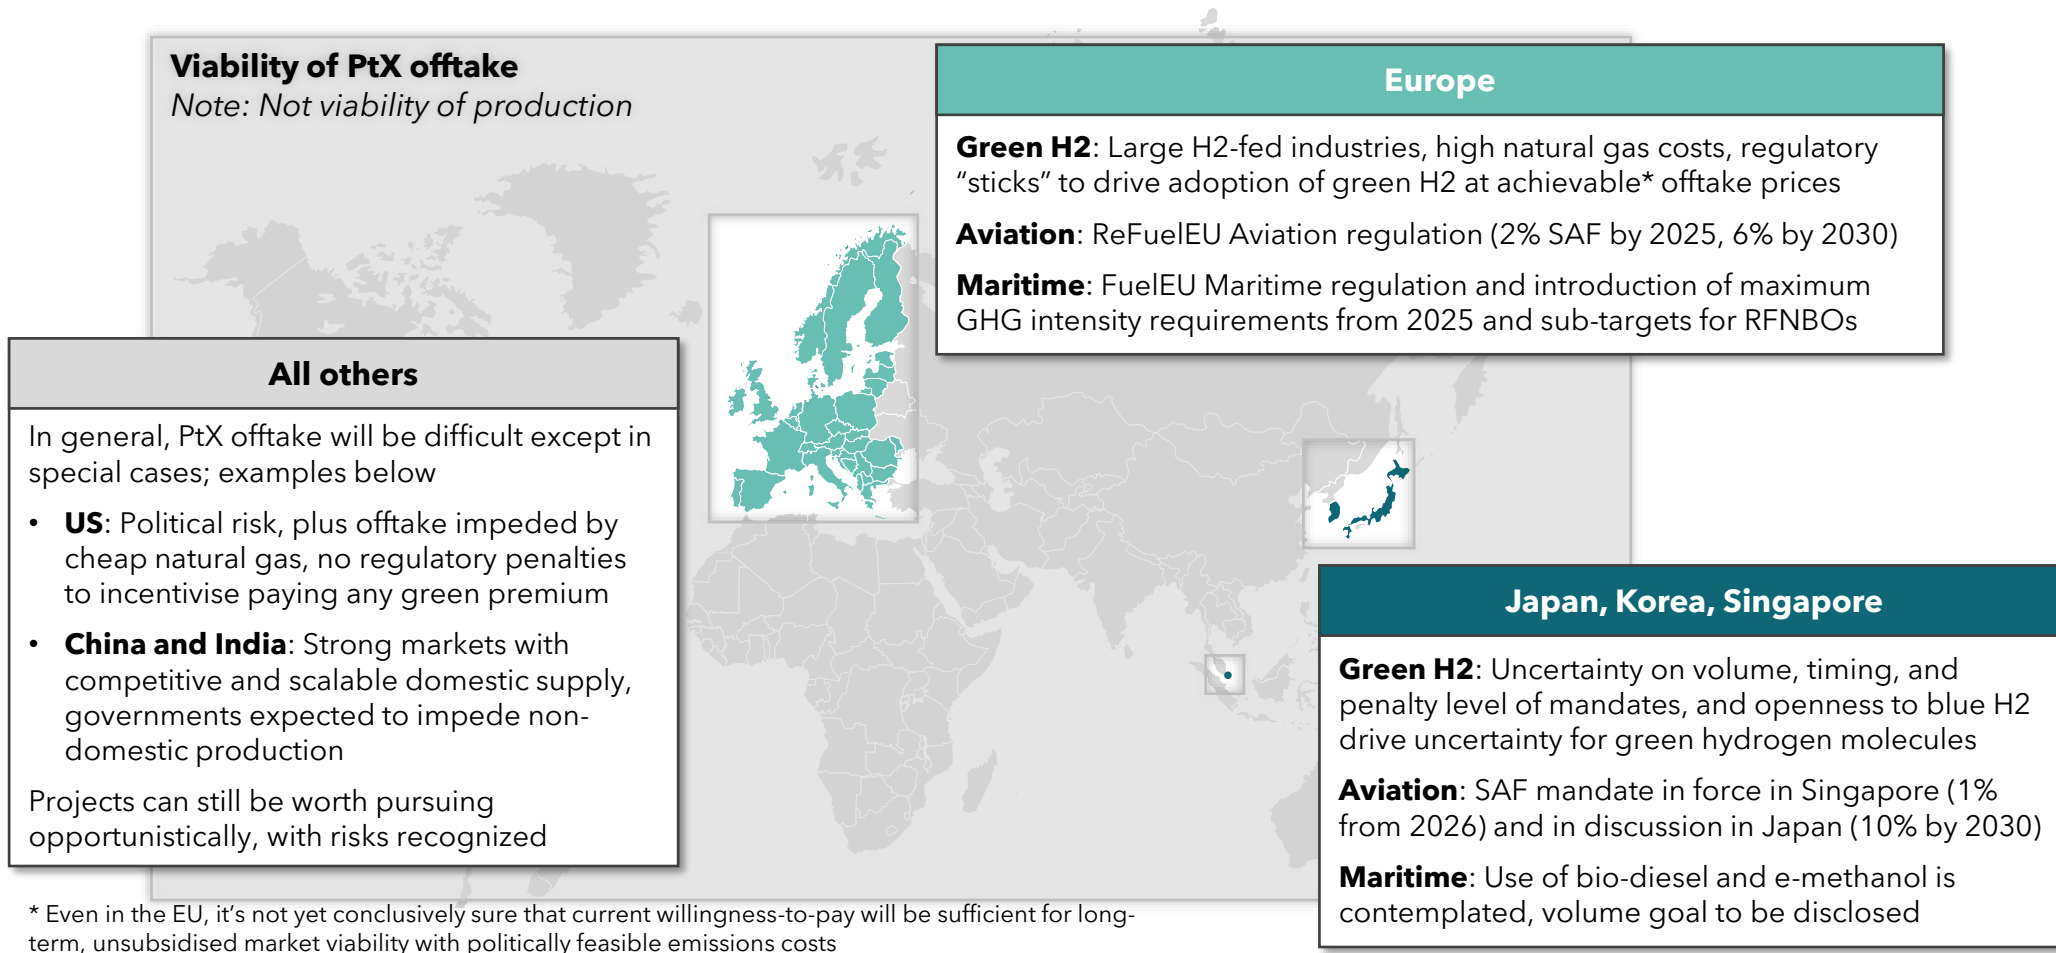 Viability of PtX offtake
Note: Not viability of production
Europe
Green H2: Large H2-fed industries, high natural gas costs, regulatory
“sticks” to drive adoption of green H2 at achievable* offtake prices
Aviation: ReFuelEU Aviation regulation (2% SAF by 2025, 6% by 2030)
Maritime: FuelEU Maritime regulation and introduction of maximum
GHG intensity requirements from 2025 and sub-targets for RFNBOs
All others
In general, PtX offtake will be difficult except in
special cases; examples below
• US: Political risk, plus offtake impeded by
cheap natural gas, no regulatory penalties
to incentivise paying any green premium
• China and India: Strong markets with
competitive and scalable domestic supply,
governments expected to impede non-
domestic production
Projects can still be worth pursuing
opportunistically, with risks recognized
Japan, Korea, Singapore
Green H2: Uncertainty on volume, timing, and
penalty level of mandates, and openness to blue H2
drive uncertainty for green hydrogen molecules
Aviation: SAF mandate in force in Singapore (1%
from 2026) and in discussion in Japan (10% by 2030)
Maritime: Use of bio-diesel and e-methanol is
contemplated, volume goal to be disclosed
* Even in the EU, it’s not yet conclusively sure that current willingness-to-pay will be sufficient for long-
term, unsubsidised market viability with politically feasible emissions costs